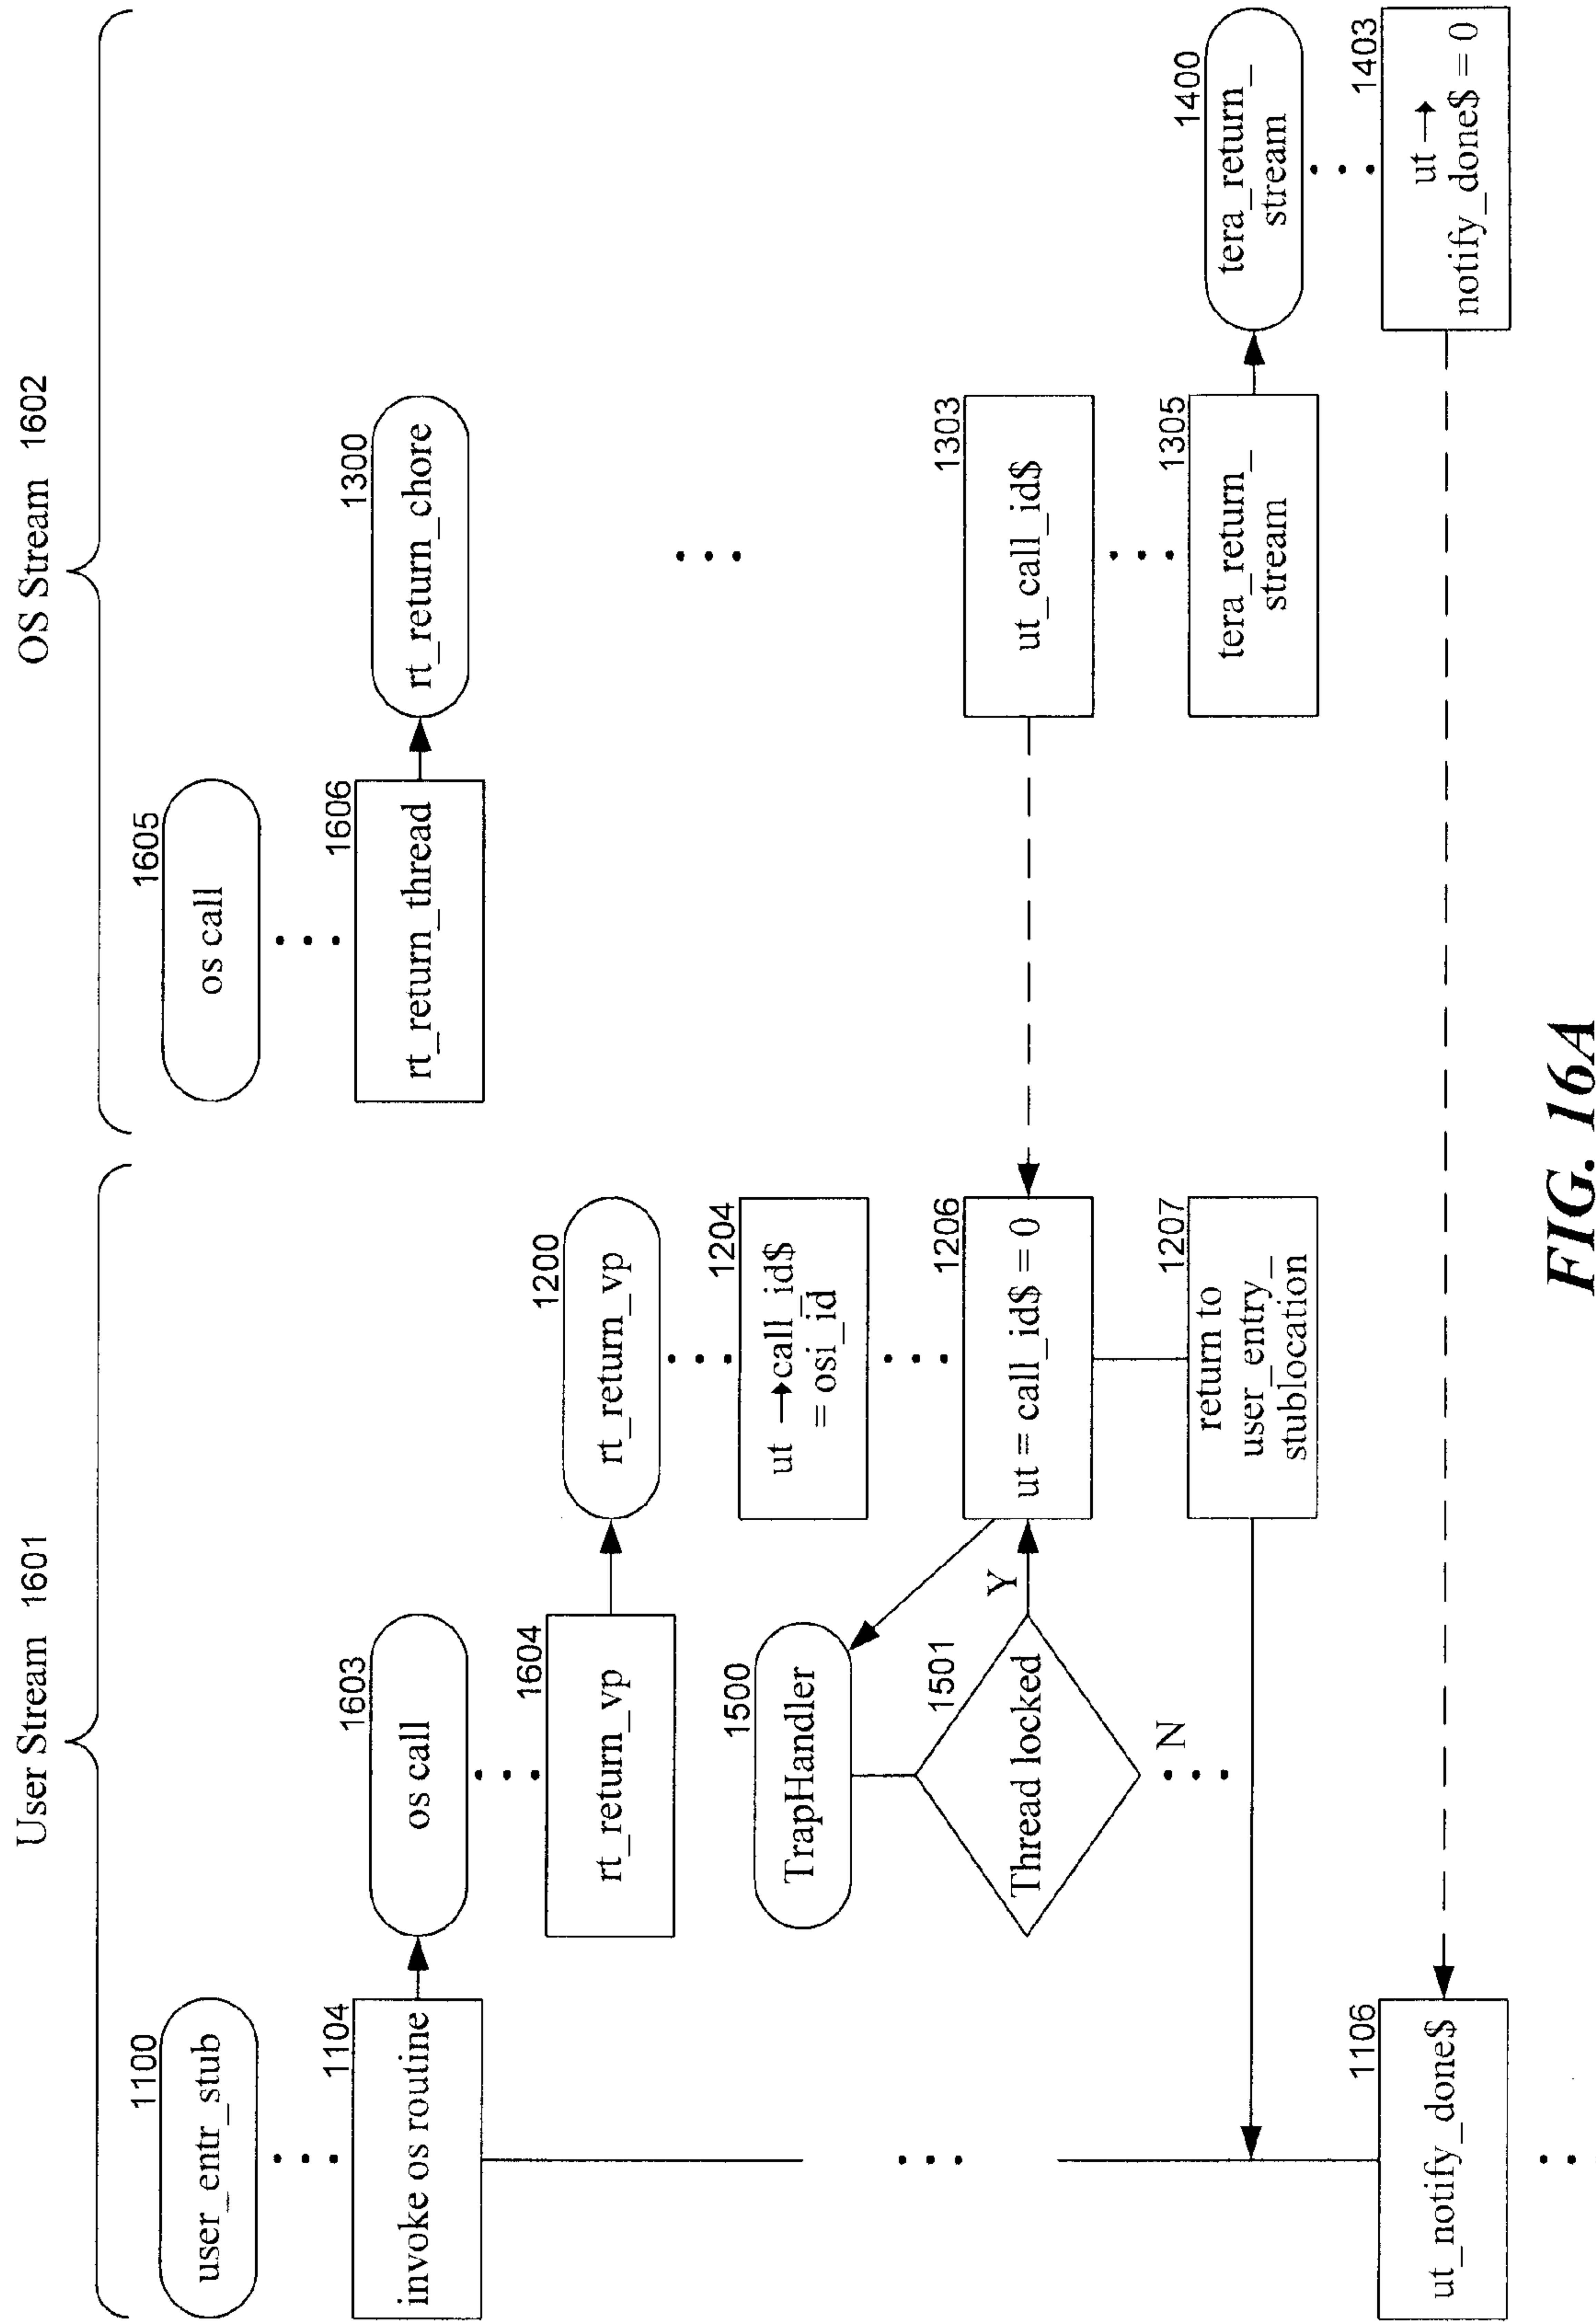 User Stream 1601
OS Stream 1602
1100
user_entr_stub
1104
invoke os routine
1603
os call
1604
rt_return_vp
1200
rt_return_vp
1204
ut →call_id$
= osi_id
1500
TrapHandler
1501
Thread locked
Y
N
1206
ut = call_id$ = 0
1207
return to
user_entry_
stublocation
1106
ut_notify_done$
1605
os call
1606
rt_return_thread
1300
rt_return_chore
1303
ut_call_id$
1305
tera_return_
stream
1400
tera_return_
stream
1403
ut →
notify_done$ = 0
FIG. 16A